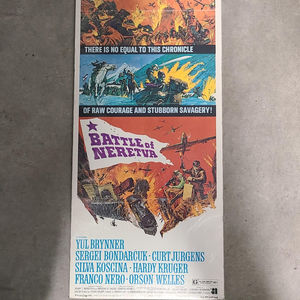 THERE IS NO EQUAL TO THIS CHRONICLE
OF RAW COURAGE AND STUBBORN SAVAGERY!
BATTLE of
NERETVA
YUL BRYNNER
SERGEI BONDARCUK · CURT JURGENS
SILVA KOSCINA · HARDY KRUGER
FRANCO NERO · ORSON WELLES
G